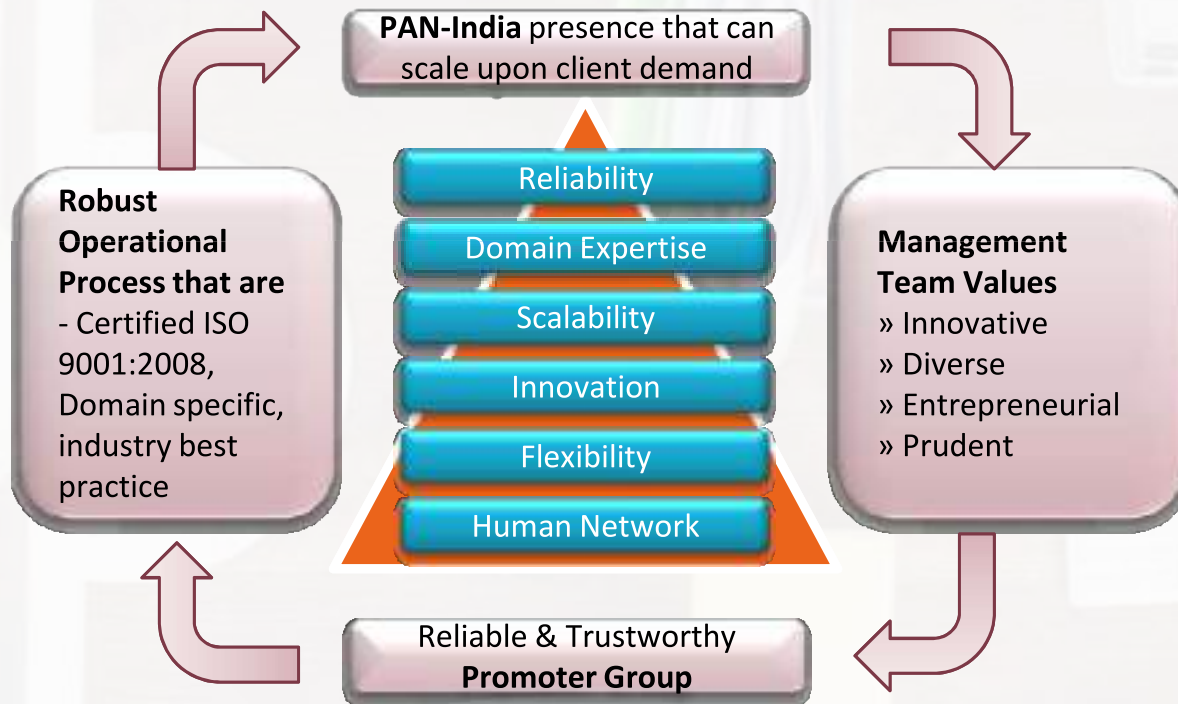 PAN-India presence that can
scale upon client demand
Robust
Operational
Process that are
- Certified ISO
9001:2008,
Domain specific,
industry best
practice
Reliability
Domain Expertise
Scalability
Innovation
Flexibility
Human Network
Management
Team Values
» Innovative
» Diverse
» Entrepreneurial
» Prudent
Reliable & Trustworthy
Promoter Group